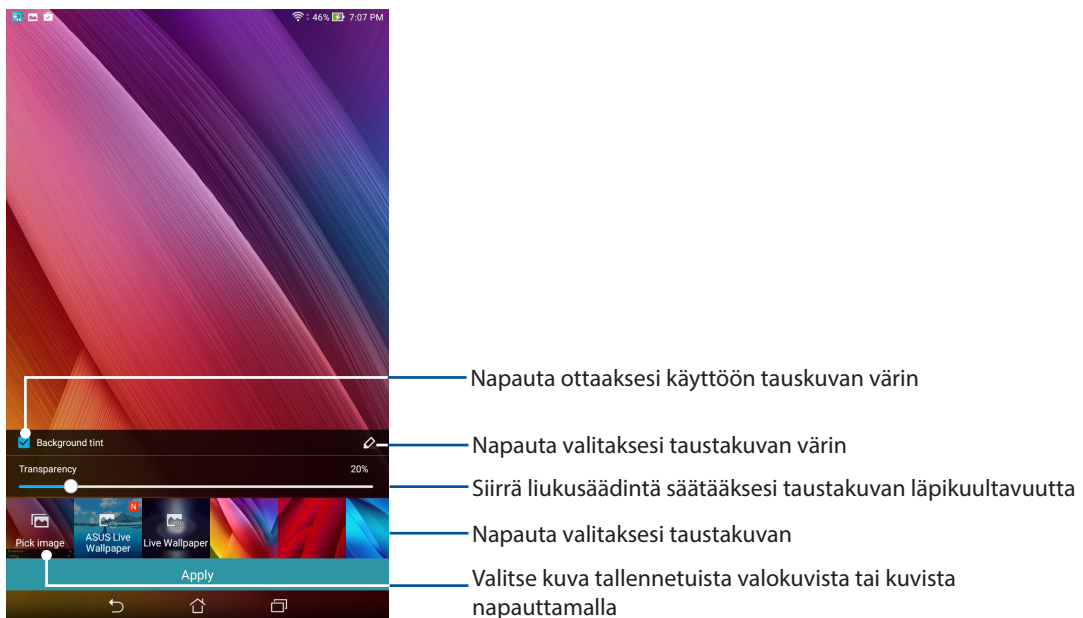 46% 7:07 PM
Napauta ottaaksesi käyttöön tauskuvan värin
Background tint
Napauta valitaksesi taustakuvan värin
Transparency
20%
Siirrä liukusäädintä säätääksesi taustakuvan läpikuultavuutta
N
Pick image
ASUS Live
Wallpaper
Live Wallpaper
Napauta valitaksesi taustakuvan
Apply
Valitse kuva tallennetuista valokuvista tai kuvista
napauttamalla